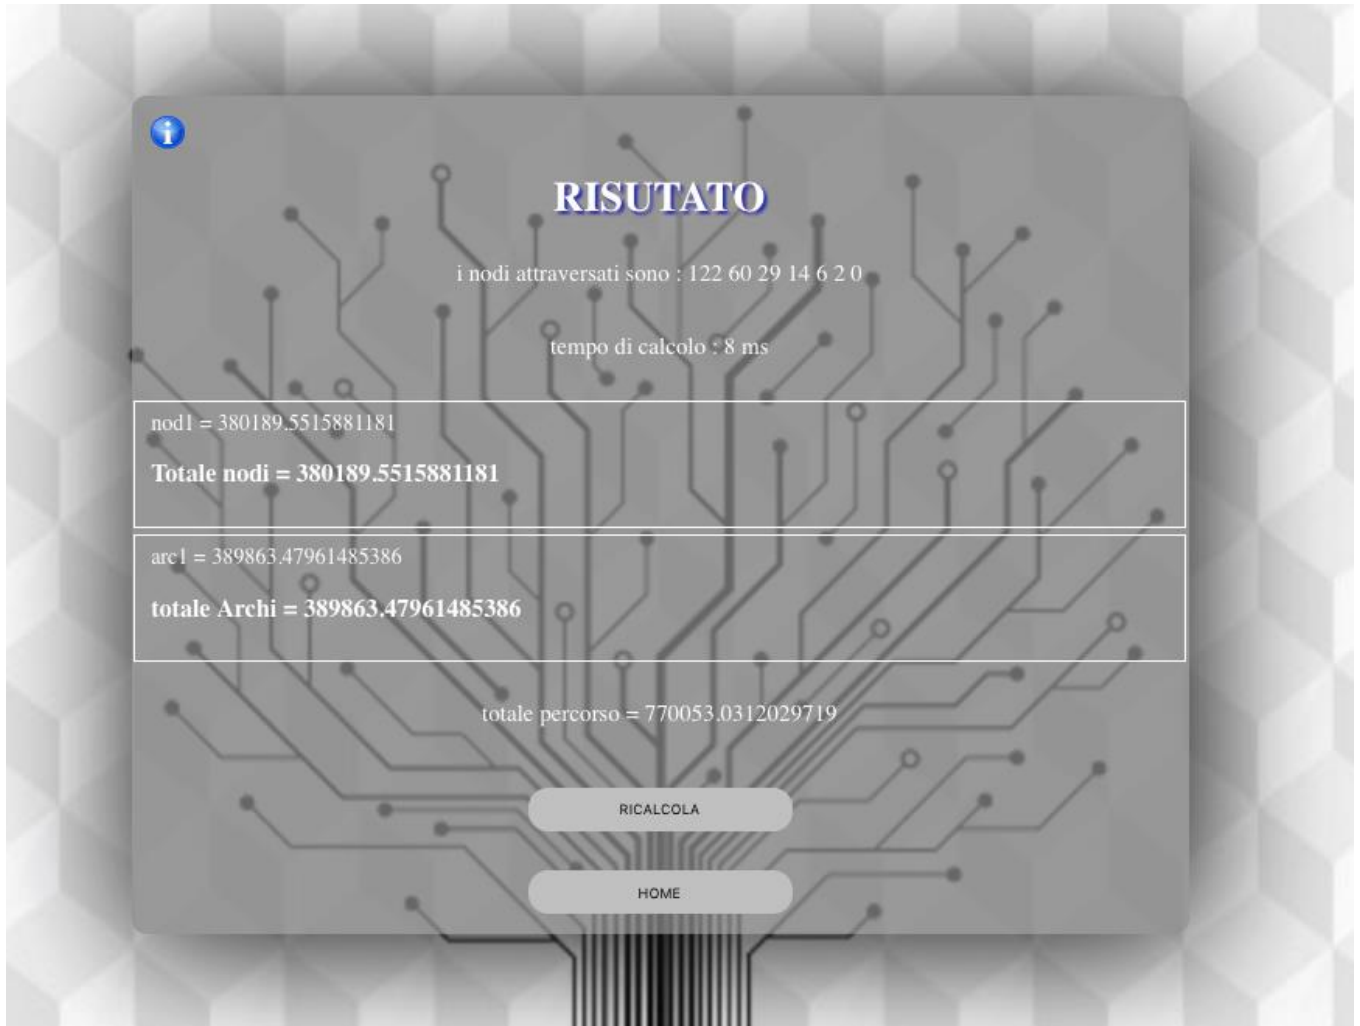 RISUTATO
i nodi attraversati sono : 122 60 29 14 6 2 0
tempo di calcolo : 8 ms
nod1 = 380189.5515881181
Totale nodi = 380189.5515881181
arc1 = 389863.47961485386
totale Archi = 389863.47961485386
totale percorso = 770053.0312029719
RICALCOLA
HOME